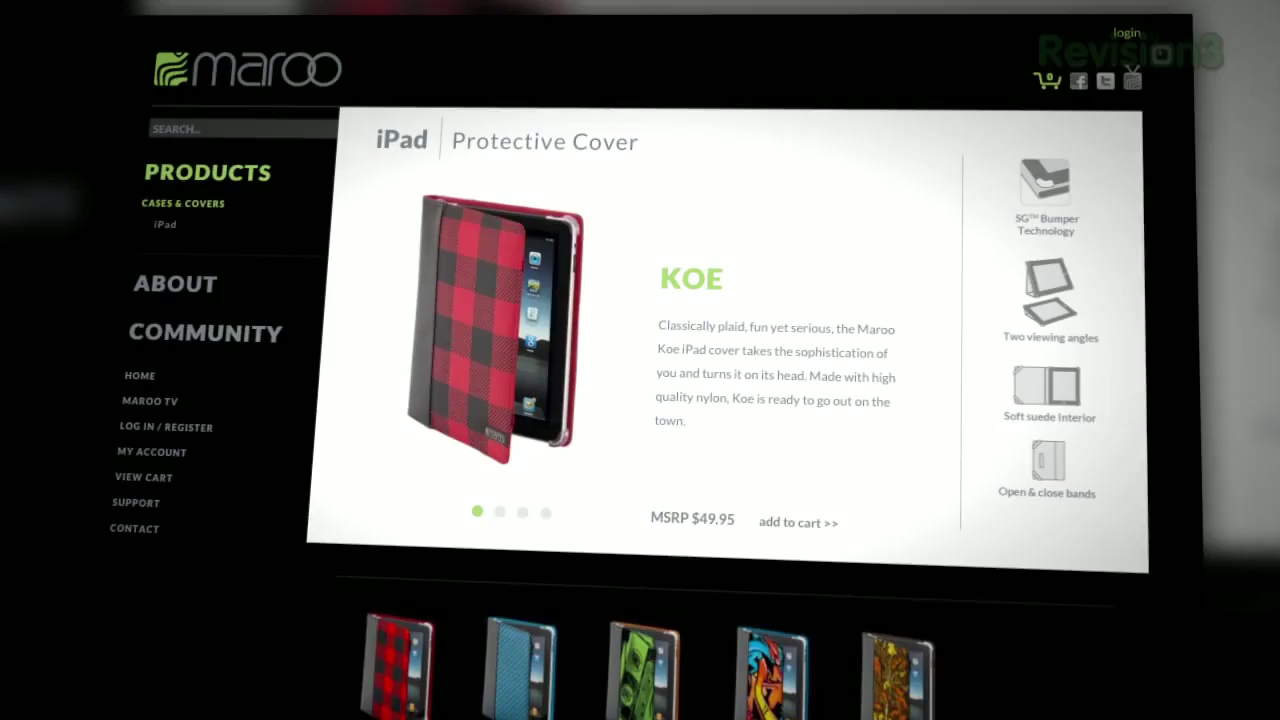 login
Revision3
maroo
0
SEARCH...
iPad | Protective Cover
PRODUCTS
CASES & COVERS
iPad
ABOUT
COMMUNITY
HOME
MAROO TV
LOG IN / REGISTER
MY ACCOUNT
VIEW CART
SUPPORT
CONTACT
KOE
Classically plaid, fun yet serious, the Maroo
Koe iPad cover takes the sophistication of
you and turns it on its head. Made with high
quality nylon, Koe is ready to go out on the
town.
MSRP $49.95 add to cart >>
SG™ Bumper
Technology
Two viewing angles
Soft suede Interior
Open & close bands